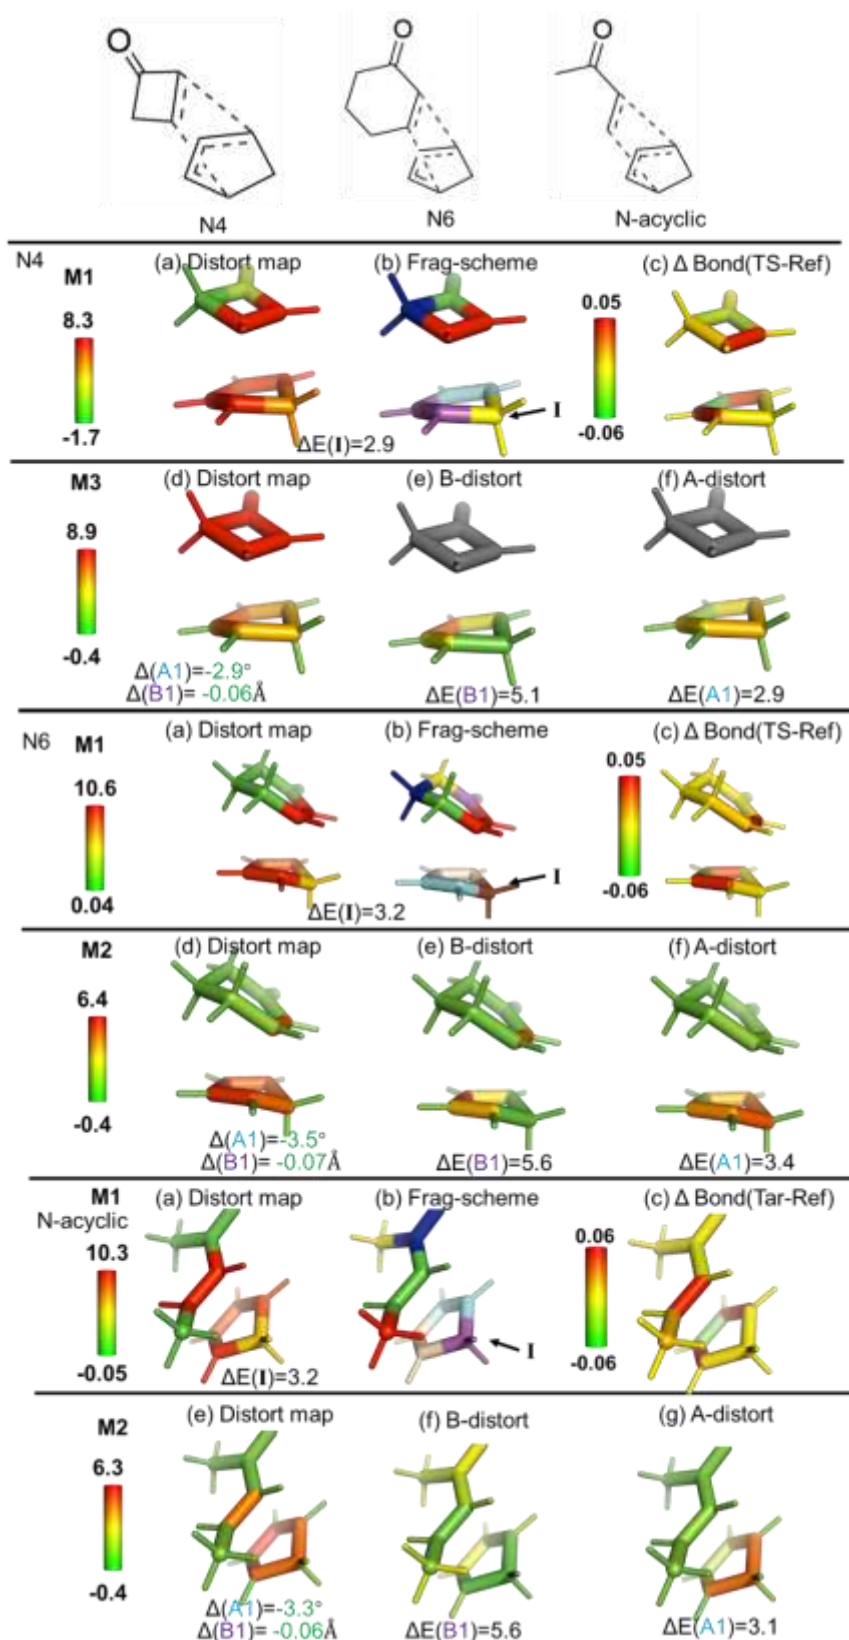 O
O
O
N4
N6
N-acyclic
N4
M1
(a) Distort map
(b) Frag-scheme
(c) Δ Bond(TS-Ref)
8.3
0.05
I
-1.7
-0.06
ΔE(I)=2.9
M3
(d) Distort map
(e) B-distort
(f) A-distort
8.9
-0.4
Δ(A1)=-2.9°
Δ(B1)= -0.06Å
ΔE(B1)=5.1
ΔE(A1)=2.9
N6
M1
(a) Distort map
(b) Frag-scheme
(c) Δ Bond(TS-Ref)
10.6
0.05
I
0.04
-0.06
ΔE(I)=3.2
M2
(d) Distort map
(e) B-distort
(f) A-distort
6.4
-0.4
Δ(A1)=-3.5°
Δ(B1)= -0.07Å
ΔE(B1)=5.6
ΔE(A1)=3.4
M1
N-acyclic
(a) Distort map
(b) Frag-scheme
(c) Δ Bond(Tar-Ref)
10.3
0.06
I
-0.05
-0.06
ΔE(I)=3.2
M2
(e) Distort map
(f) B-distort
(g) A-distort
6.3
-0.4
Δ(A1)=-3.3°
Δ(B1)= -0.06Å
ΔE(B1)=5.6
ΔE(A1)=3.1